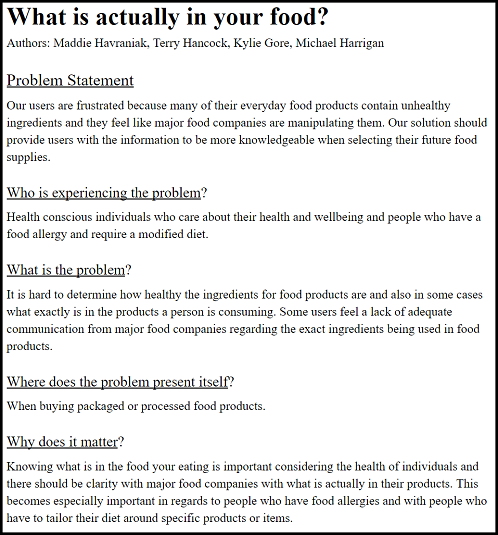 What is actually in your food?
Authors: Maddie Havraniak, Terry Hancock, Kylie Gore, Michael Harrigan
Problem Statement
Our users are frustrated because many of their everyday food products contain unhealthy
ingredients and they feel like major food companies are manipulating them. Our solution should
provide users with the information to be more knowledgeable when selecting their future food
supplies.
Who is experiencing the problem?
Health conscious individuals who care about their health and wellbeing and people who have a
food allergy and require a modified diet.
What is the problem?
It is hard to determine how healthy the ingredients for food products are and also in some cases
what exactly is in the products a person is consuming. Some users feel a lack of adequate
communication from major food companies regarding the exact ingredients being used in food
products.
Where does the problem present itself?
When buying packaged or processed food products.
Why does it matter?
Knowing what is in the food your eating is important considering the health of individuals and
there should be clarity with major food companies with what is actually in their products. This
becomes especially important in regards to people who have food allergies and with people who
have to tailor their diet around specific products or items.